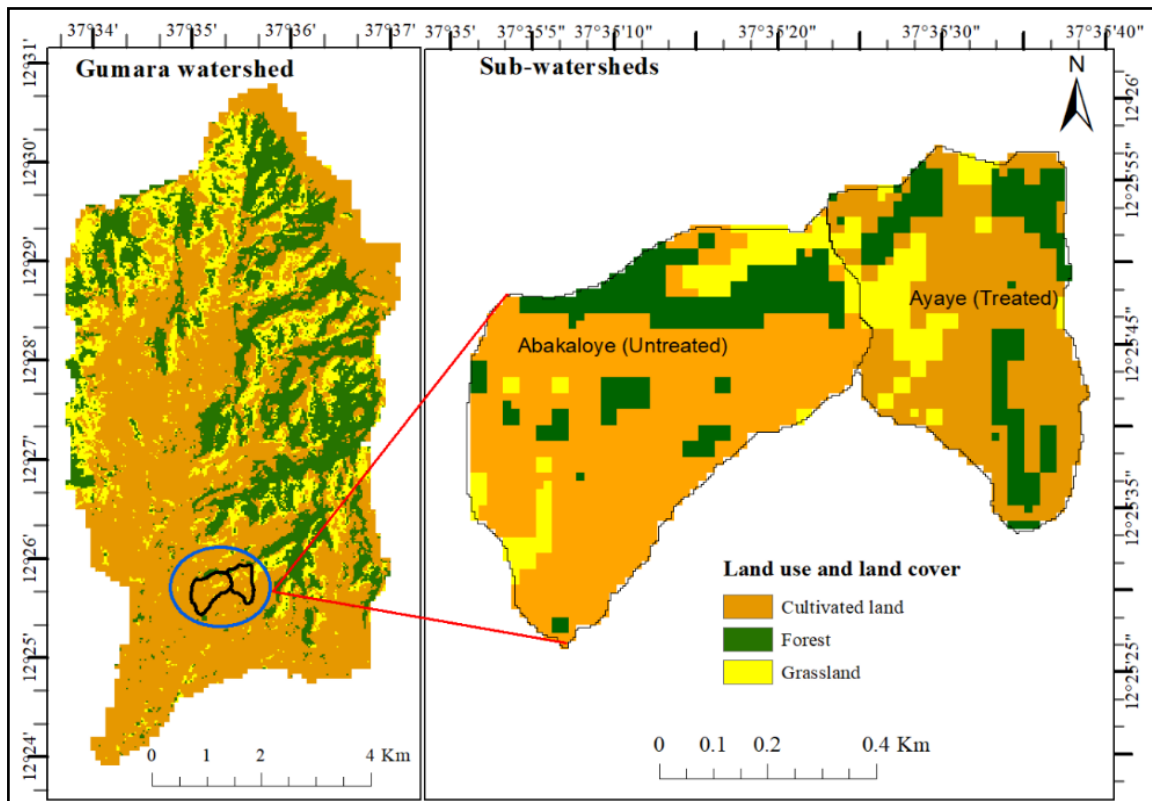 37°34' 37°35' 37°36' 37°37'
37°35' 37°35'5" 37°35'10" 37°35'20" 37°35'30" 37°35'40"
Gumara watershed
Sub-watersheds
N
12°31'
12°30'
12°29'
12°28'
12°27'
12°26'
12°25'
12°24'
12°26'
12°25'55"
12°25'45"
12°25'35"
12°25'25"
Ayaye (Treated)
Abakaloye (Untreated)
Land use and land cover
Cultivated land
Forest
Grassland
0 1 2 4 Km
0 0.1 0.2 0.4 Km